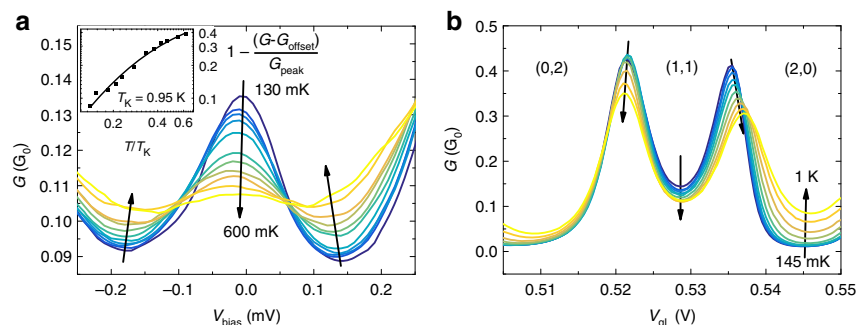 a
0.15
0.14
0.13
0.12
0.11
0.10
0.09
G (G0)
0.4
0.3
0.2
0.1
TK = 0.95 K
0.2 0.4 0.6
T/TK
1 – (G-Goffset)
Gpeak
130 mK
600 mK
–0.2 –0.1 0.0 0.1 0.2
Vbias (mV)
b
0.5
0.4
0.3
0.2
0.1
0.0
G (G0)
(0,2) (1,1) (2,0)
1 K
145 mK
0.51 0.52 0.53 0.54 0.55
Vgl (V)